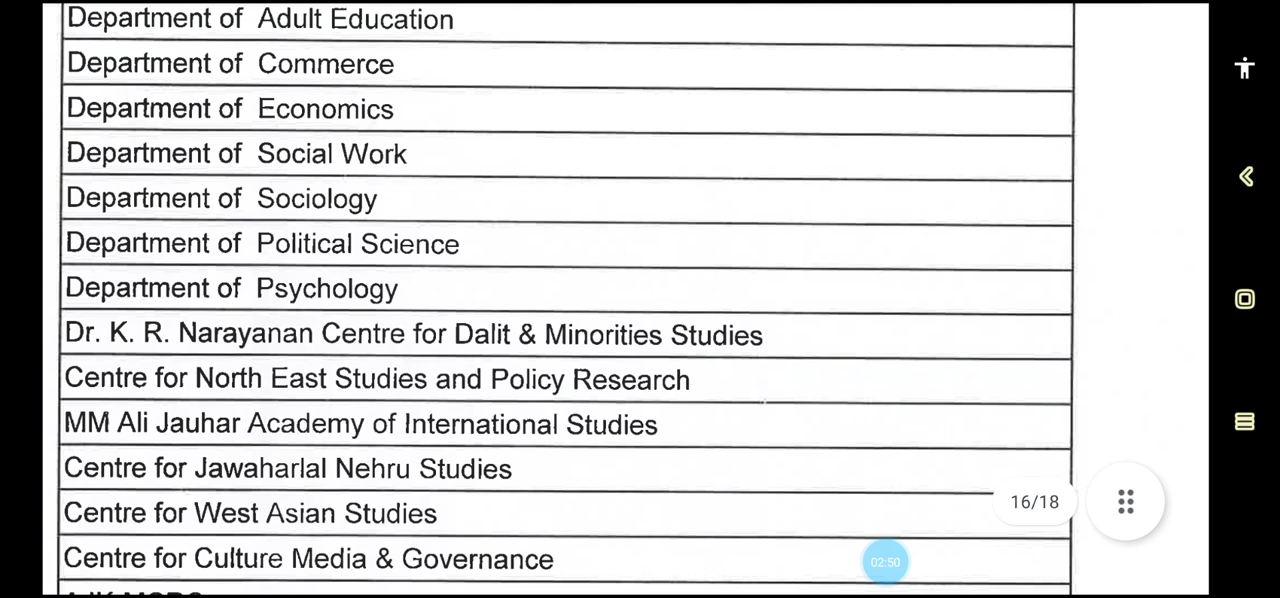 Department of Adult Education
Department of Commerce
Department of Economics
Department of Social Work
Department of Sociology
Department of Political Science
Department of Psychology
Dr. K. R. Narayanan Centre for Dalit & Minorities Studies
Centre for North East Studies and Policy Research
MM Ali Jauhar Academy of International Studies
Centre for Jawaharlal Nehru Studies
16/18
Centre for West Asian Studies
Centre for Culture Media & Governance
02:50